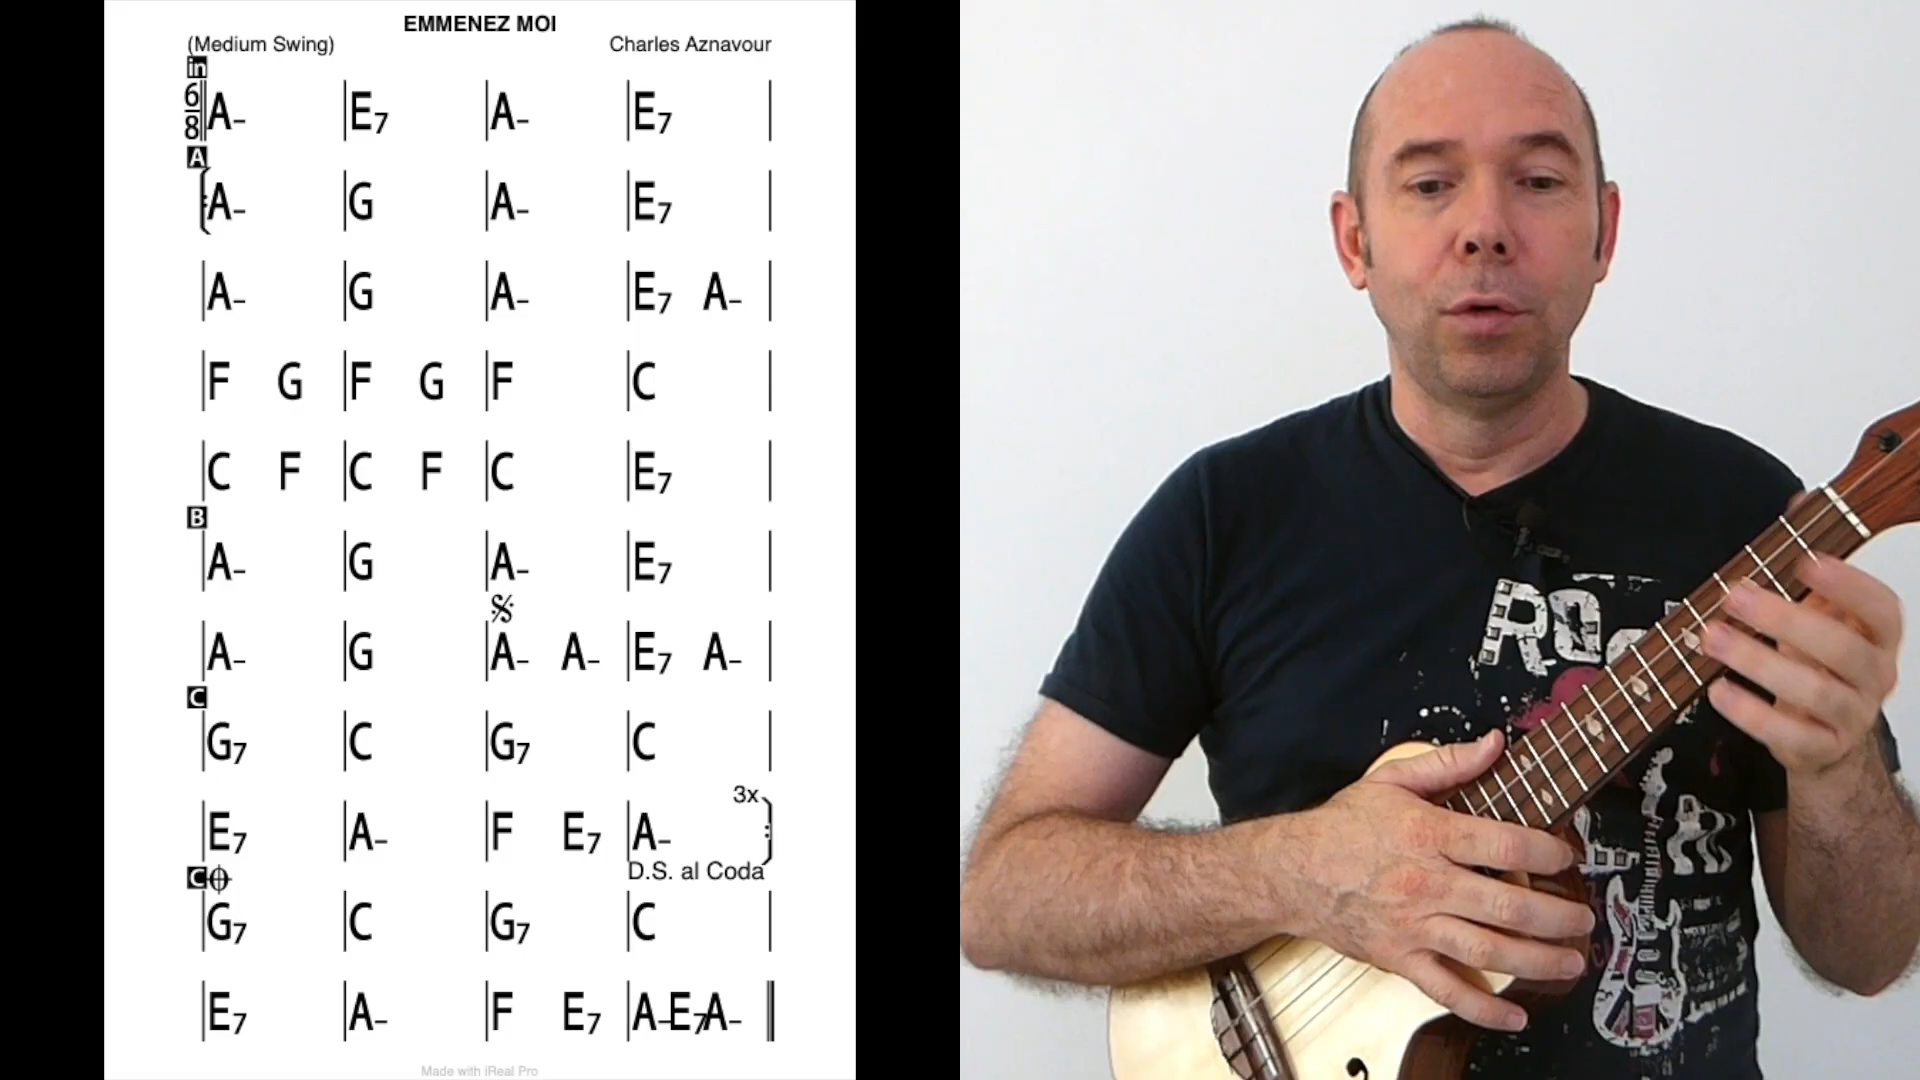 EMMENEZ MOI
(Medium Swing) Charles Aznavour
in
6/8 A- E7 A- E7
A
A- G A- E7
A- G A- E7 A-
F G F G F C
C F C F C E7
B
A- G A- E7
A- G A- A- E7 A-
C
G7 C G7 C
3x
E7 A- F E7 A-
D.S. al Coda
C
G7 C G7 C
E7 A- F E7 A- E7 A-
Made with iReal Pro